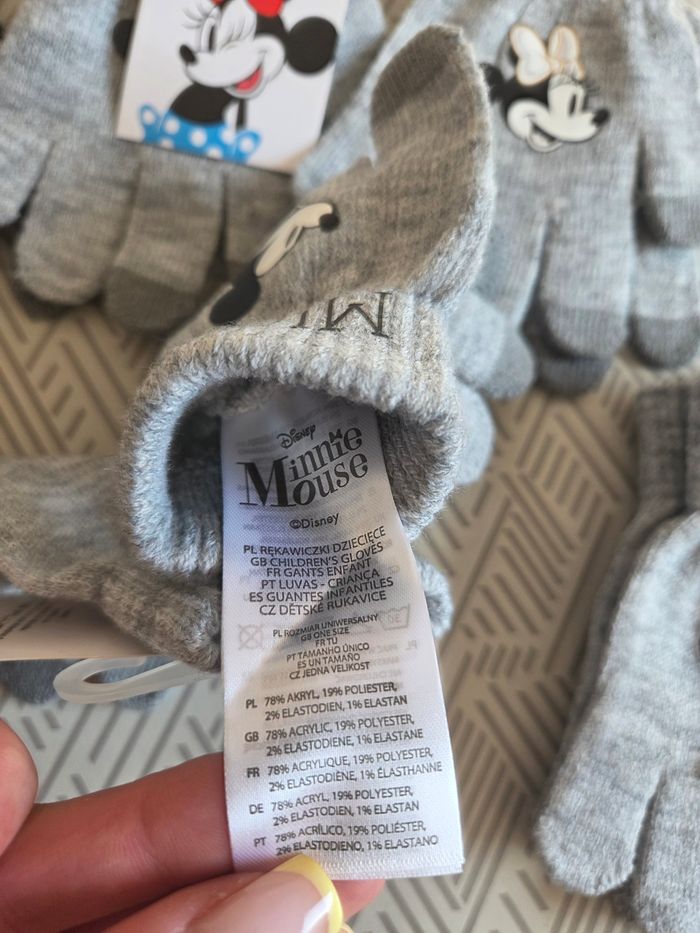 Disney
Minnie
Mouse
©Disney
PL RĘKAWICZKI DZIECIĘCE
GB CHILDREN'S GLOVES
FR GANTS ENFANT
PT LUVAS - CRIANÇA
ES GUANTES INFANTILES
CZ DĚTSKÉ RUKAVICE
PL ROZMIAR UNIWERSALNY
GB ONE SIZE
FR TU
PT TAMANHO ÚNICO
ES UN TAMAÑO
CZ JEDNA VELIKOST
PL 78% AKRYL, 19% POLIESTER,
2% ELASTODIEN, 1% ELASTAN
GB 78% ACRYLIC, 19% POLYESTER,
2% ELASTODIENE, 1% ELASTANE
FR 78% ACRYLIQUE, 19% POLYESTER,
2% ELASTODIÈNE, 1% ÉLASTHANNE
DE 78% ACRYL, 19% POLYESTER,
2% ELASTODIEN, 1% ELASTAN
PT 78% ACRÍLICO, 19% POLIÉSTER,
2% ELASTODIENO, 1% ELASTANO